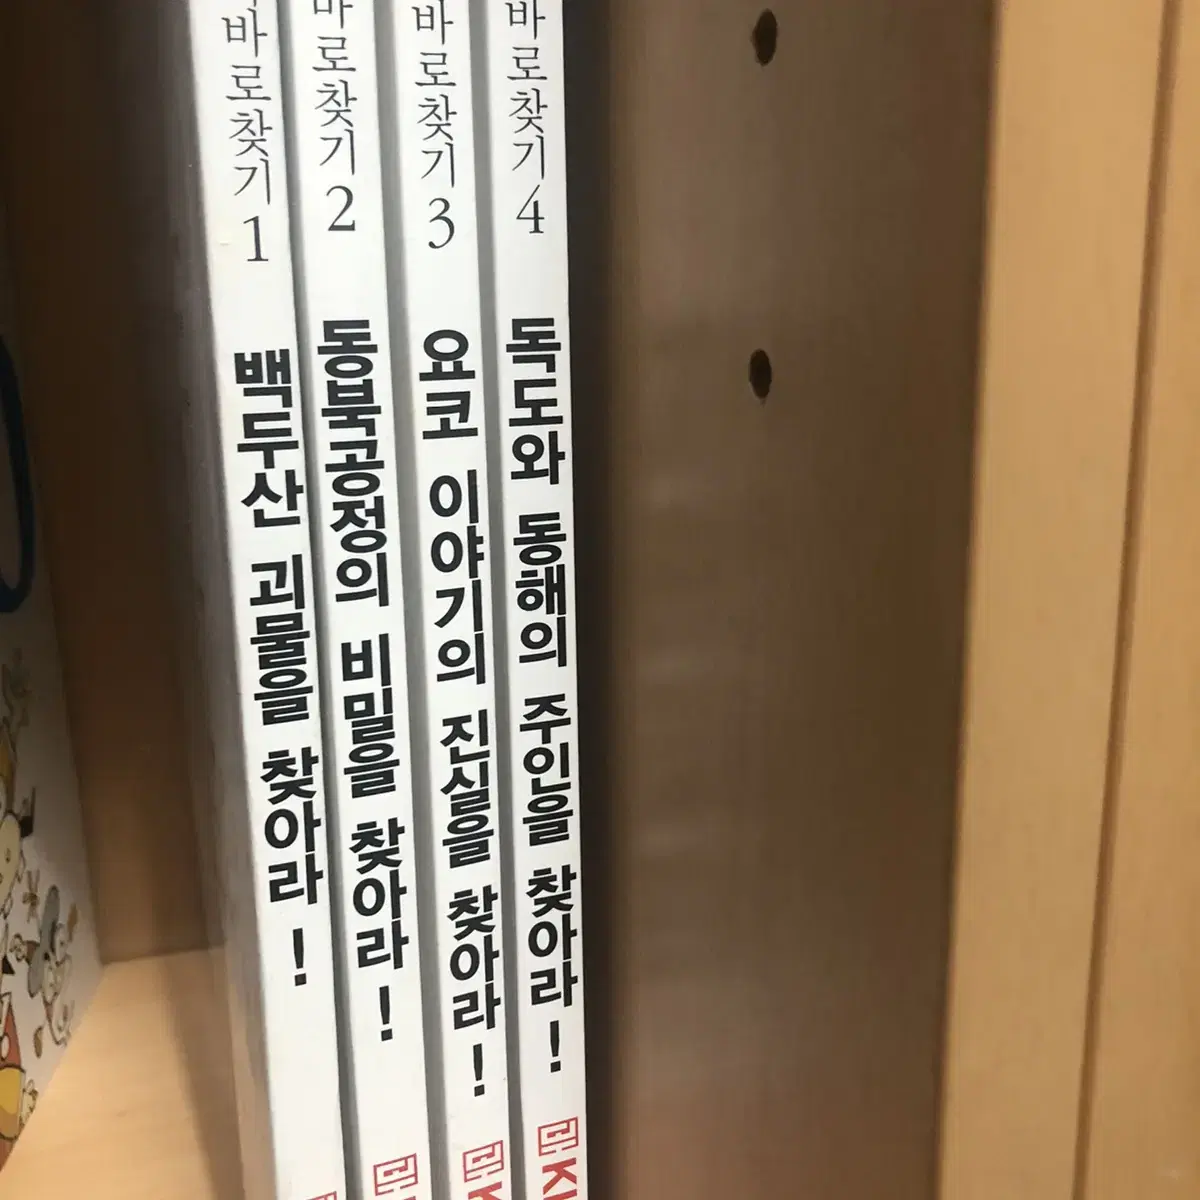 바로찾기 1 백두산 괴물을 찾아라 !
바로찾기 2 동북공정의 비밀을 찾아라 !
바로찾기 3 요코 이야기의 진실을 찾아라 !
바로찾기 4 독도와 동해의 주인을 찾아라 !